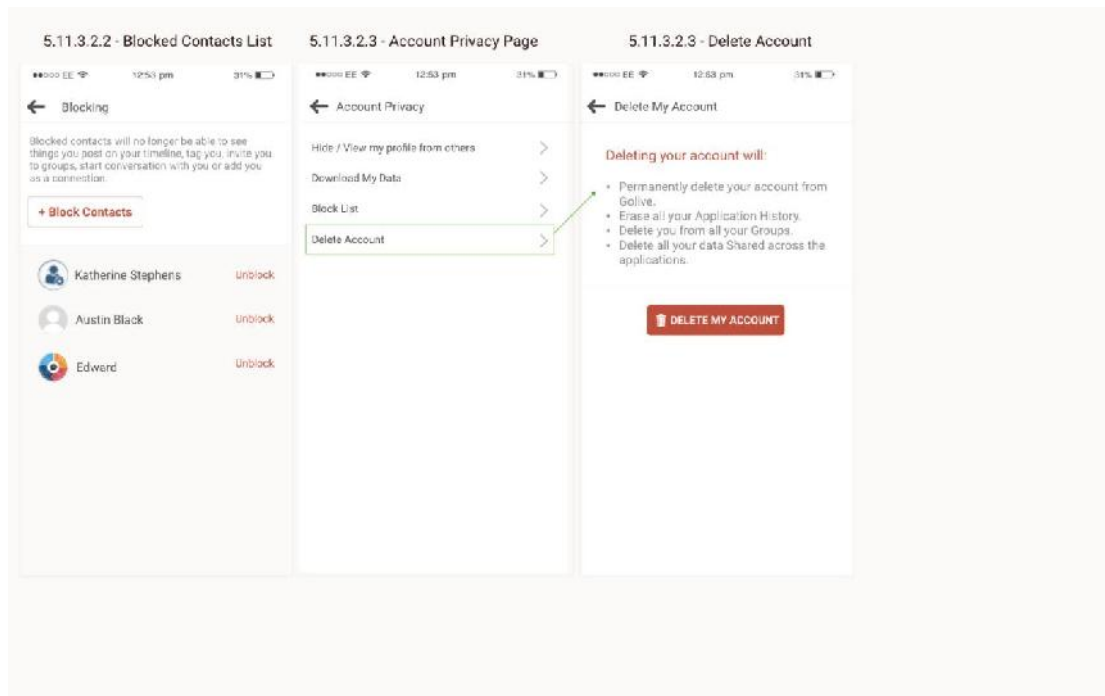 5.11.3.2.2 - Blocked Contacts List
EE 12:53 pm 31%
Blocking
Blocked contacts will no longer be able to see
things you post on your timeline, tag you, invite you
to groups, start conversation with you or add you
as a connection.
+ Block Contacts
Katherine Stephens Unblock
Austin Black Unblock
Edward Unblock
5.11.3.2.3 - Account Privacy Page
EE 12:53 pm 31%
Account Privacy
Hide / View my profile from others
Download My Data
Block List
Delete Account
5.11.3.2.3 - Delete Account
EE 12:53 pm 31%
Delete My Account
Deleting your account will:
• Permanently delete your account from
Golive.
• Erase all your Application History.
• Delete you from all your Groups.
• Delete all your data Shared across the
applications.
DELETE MY ACCOUNT